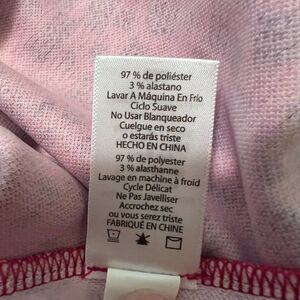 97 % de poliéster
3 % alastano
Lavar A Máquina En Frío
Ciclo Suave
No Usar Blanqueador
Cuelgue en seco
o estarás triste
HECHO EN CHINA
97 % de polyester
3 % alasthanne
Lavage en machine à froid
Cycle Délicat
Ne Pas Javelliser
Accrochez sec
ou vous serez triste
FABRIQUÉ EN CHINE